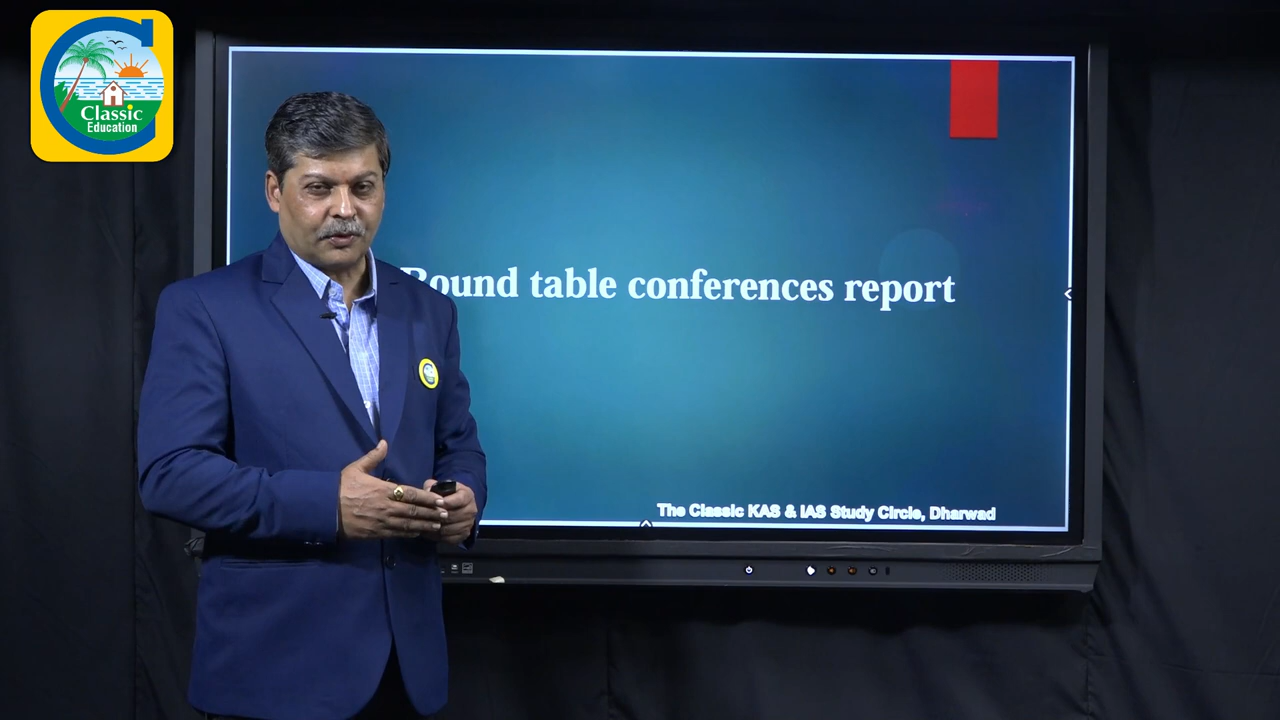 Classic
Education
Round table conferences report
The Classic KAS & IAS Study Circle, Dharwad